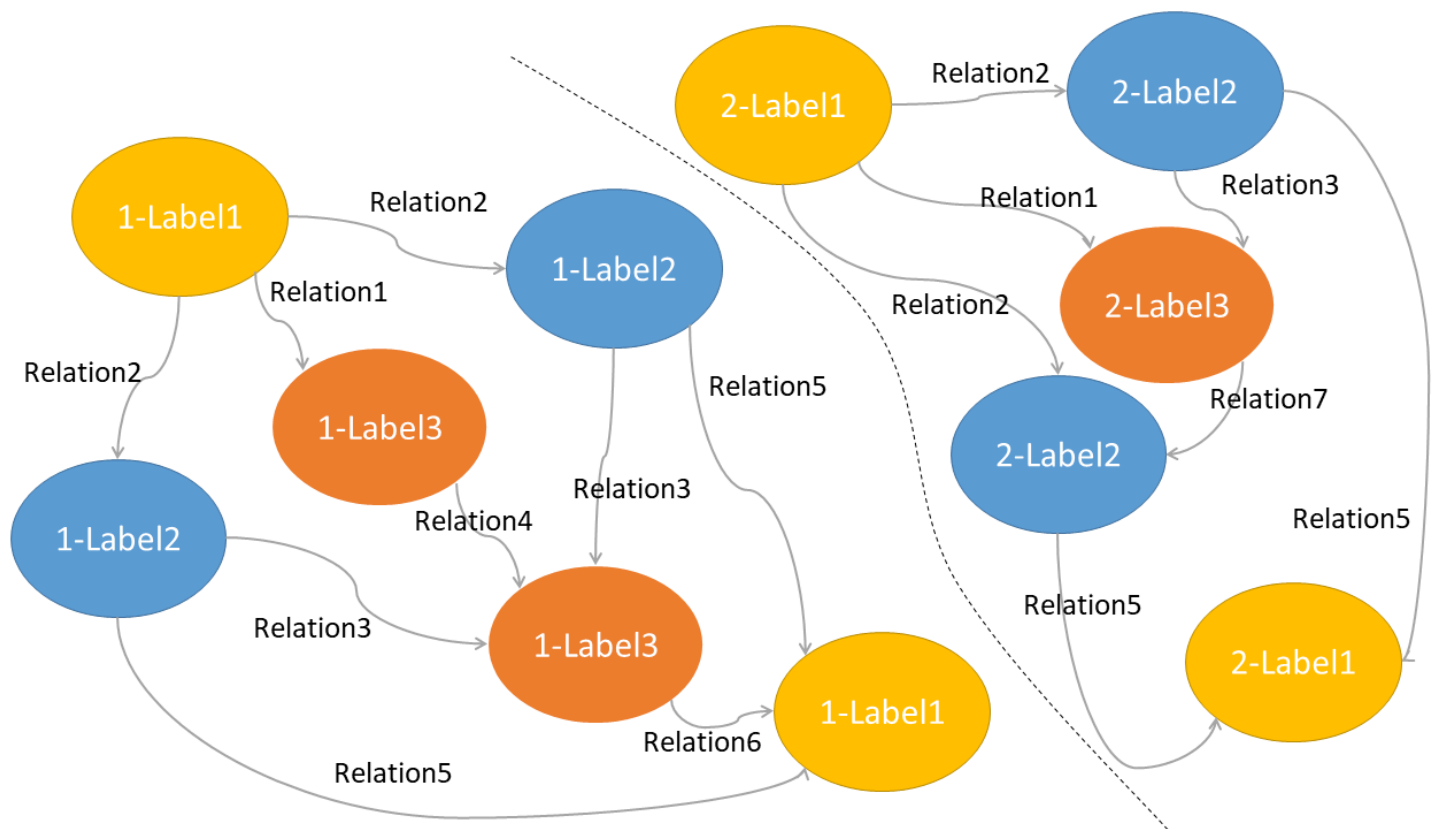 2-Label1
Relation2
2-Label2
Relation1
Relation3
Relation2
2-Label3
Relation7
2-Label2
Relation5
Relation5
2-Label1
1-Label1
Relation2
1-Label2
Relation1
Relation2
1-Label3
Relation5
Relation4
Relation3
1-Label2
Relation3
1-Label3
Relation6
1-Label1
Relation5